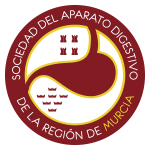 SOCIEDAD DEL APARATO DIGESTIVO
DE LA REGIÓN DE MURCIA